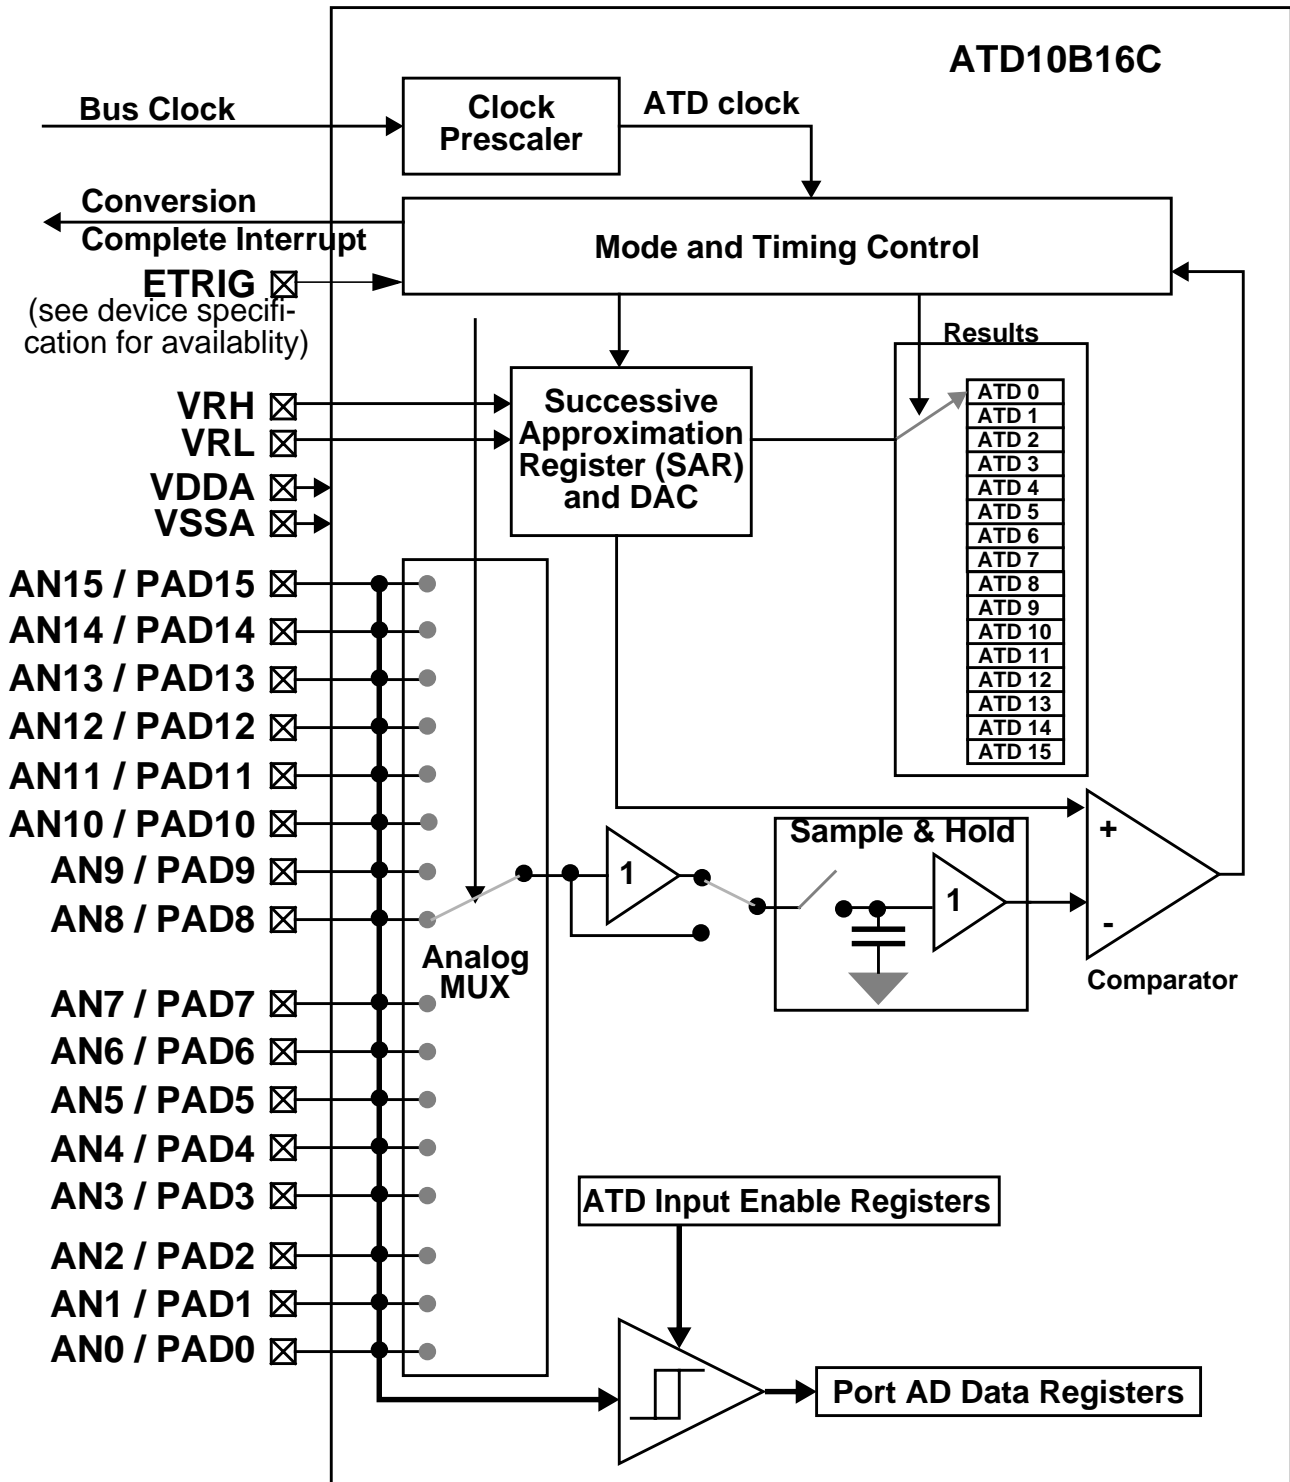 ATD10B16C
Bus Clock
Clock
Prescaler
ATD clock
Conversion
Complete Interrupt
Mode and Timing Control
ETRIG
(see device specifi-
cation for availablity)
Results
VRH
VRL
VDDA
VSSA
Successive
Approximation
Register (SAR)
and DAC
ATD 0
ATD 1
ATD 2
ATD 3
ATD 4
ATD 5
ATD 6
ATD 7
ATD 8
ATD 9
ATD 10
ATD 11
ATD 12
ATD 13
ATD 14
ATD 15
AN15 / PAD15
AN14 / PAD14
AN13 / PAD13
AN12 / PAD12
AN11 / PAD11
AN10 / PAD10
AN9 / PAD9
AN8 / PAD8
AN7 / PAD7
AN6 / PAD6
AN5 / PAD5
AN4 / PAD4
AN3 / PAD3
AN2 / PAD2
AN1 / PAD1
AN0 / PAD0
Analog
MUX
1
Sample & Hold
1
+
-
Comparator
ATD Input Enable Registers
Port AD Data Registers